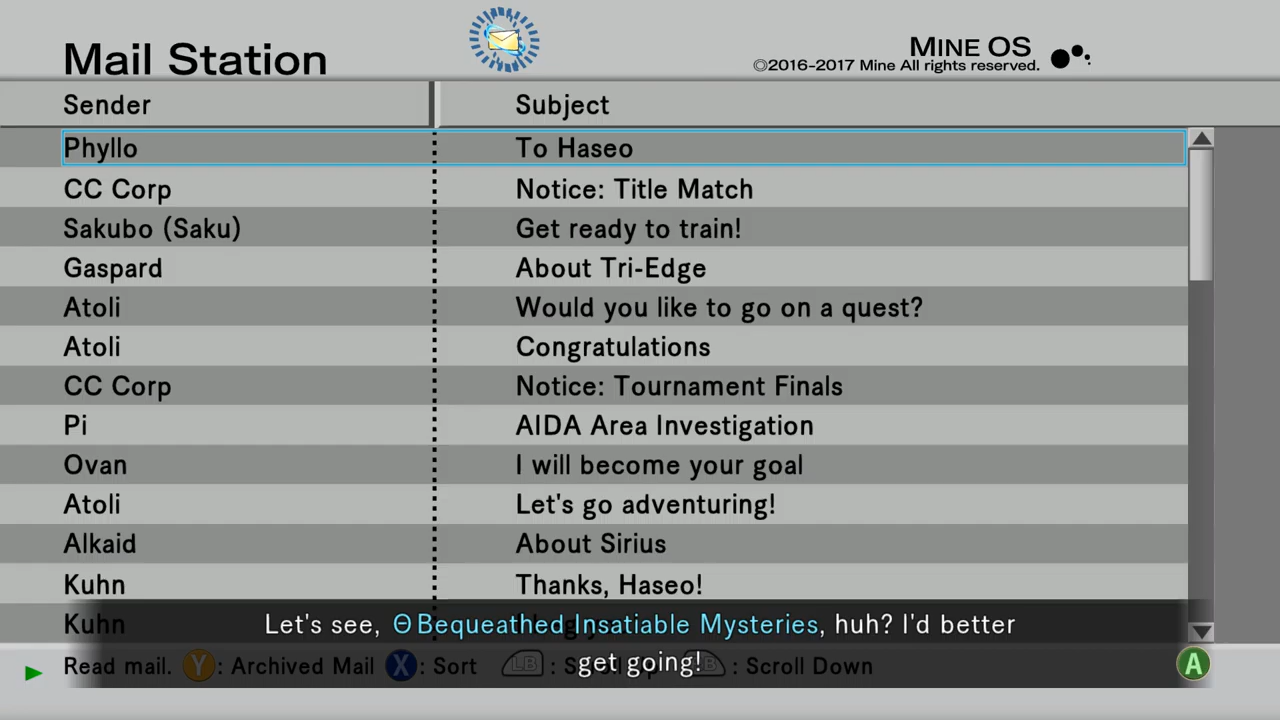 Mail Station
MINE OS
©2016-2017 Mine All rights reserved.
Sender Subject
Phyllo To Haseo
CC Corp Notice: Title Match
Sakubo (Saku) Get ready to train!
Gaspard About Tri-Edge
Atoli Would you like to go on a quest?
Atoli Congratulations
CC Corp Notice: Tournament Finals
Pi AIDA Area Investigation
Ovan I will become your goal
Atoli Let's go adventuring!
Alkaid About Sirius
Kuhn Thanks, Haseo!
Kuhn
Let's see, ΘBequeathed Insatiable Mysteries, huh? I'd better
get going!
Read mail. Y: Archived Mail X: Sort LB : : Scroll Down
A